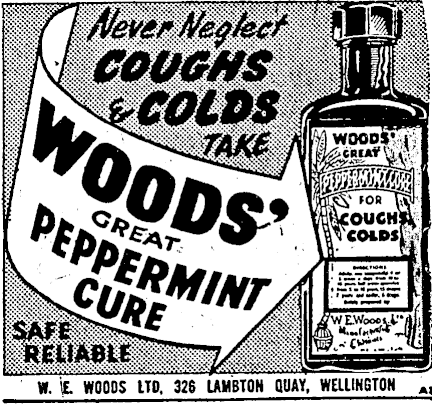 Never Neglect
COUGHS
& COLDS
TAKE
WOODS'
GREAT
PEPPERMINT
CURE
SAFE
RELIABLE
WOODS'
GREAT
PEPPERMINT CURE
FOR
COUGHS
COLDS
DIRECTIONS
W.E.Woods
W. E. WOODS LTD, 326 LAMBTON QUAY, WELLINGTON